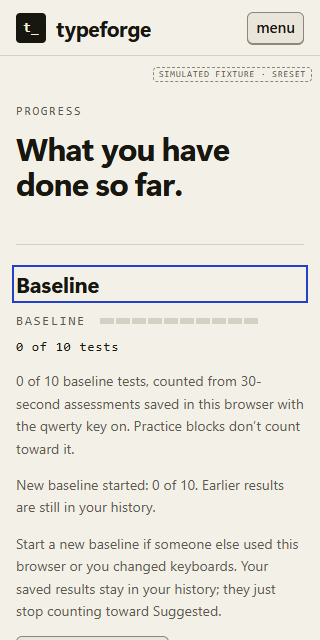 t_ typeforge menu
SIMULATED FIXTURE · SRESET
PROGRESS
What you have
done so far.
Baseline
BASELINE
0 of 10 tests
0 of 10 baseline tests, counted from 30-
second assessments saved in this browser with
the qwerty key on. Practice blocks don’t count
toward it.
New baseline started: 0 of 10. Earlier results
are still in your history.
Start a new baseline if someone else used this
browser or you changed keyboards. Your
saved results stay in your history; they just
stop counting toward Suggested.